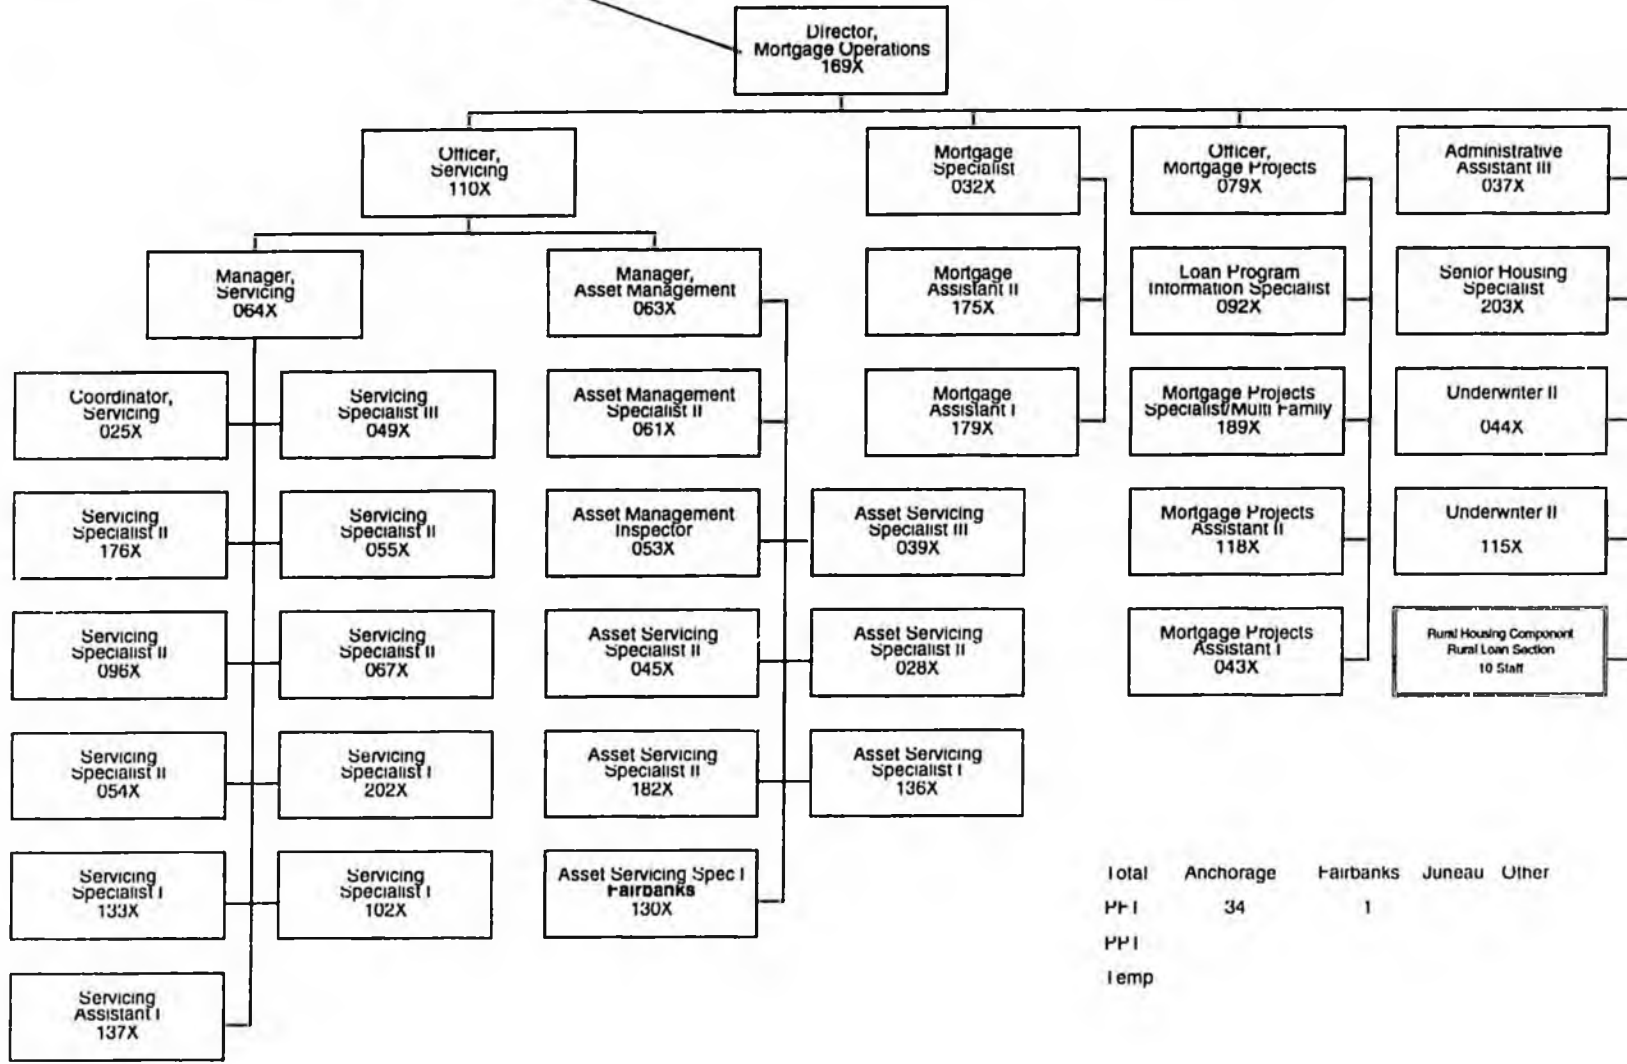 Director,
Mortgage Operations
169X
Officer,
Servicing
110X
Mortgage
Specialist
032X
Officer,
Mortgage Projects
079X
Administrative
Assistant III
037X
Manager,
Servicing
064X
Manager,
Asset Management
063X
Mortgage
Assistant II
175X
Loan Program
Information Specialist
092X
Senior Housing
Specialist
203X
Coordinator,
Servicing
025X
Servicing
Specialist III
049X
Asset Management
Specialist II
061X
Mortgage
Assistant I
179X
Mortgage Projects
Specialist/Multi Family
189X
Underwriter II
044X
Servicing
Specialist II
176X
Servicing
Specialist II
055X
Asset Management
Inspector
053X
Asset Servicing
Specialist III
039X
Mortgage Projects
Assistant II
118X
Underwriter II
115X
Servicing
Specialist II
096X
Servicing
Specialist II
067X
Asset Servicing
Specialist II
045X
Asset Servicing
Specialist II
028X
Mortgage Projects
Assistant I
043X
Rural Housing Component
Rural Loan Section
10 Staff
Servicing
Specialist II
054X
Servicing
Specialist I
202X
Asset Servicing
Specialist II
182X
Asset Servicing
Specialist I
136X
Servicing
Specialist I
133X
Servicing
Specialist I
102X
Asset Servicing Spec I
Fairbanks
130X
Servicing
Assistant I
137X
Total Anchorage Fairbanks Juneau Other
PFT 34 1
PPT
Temp